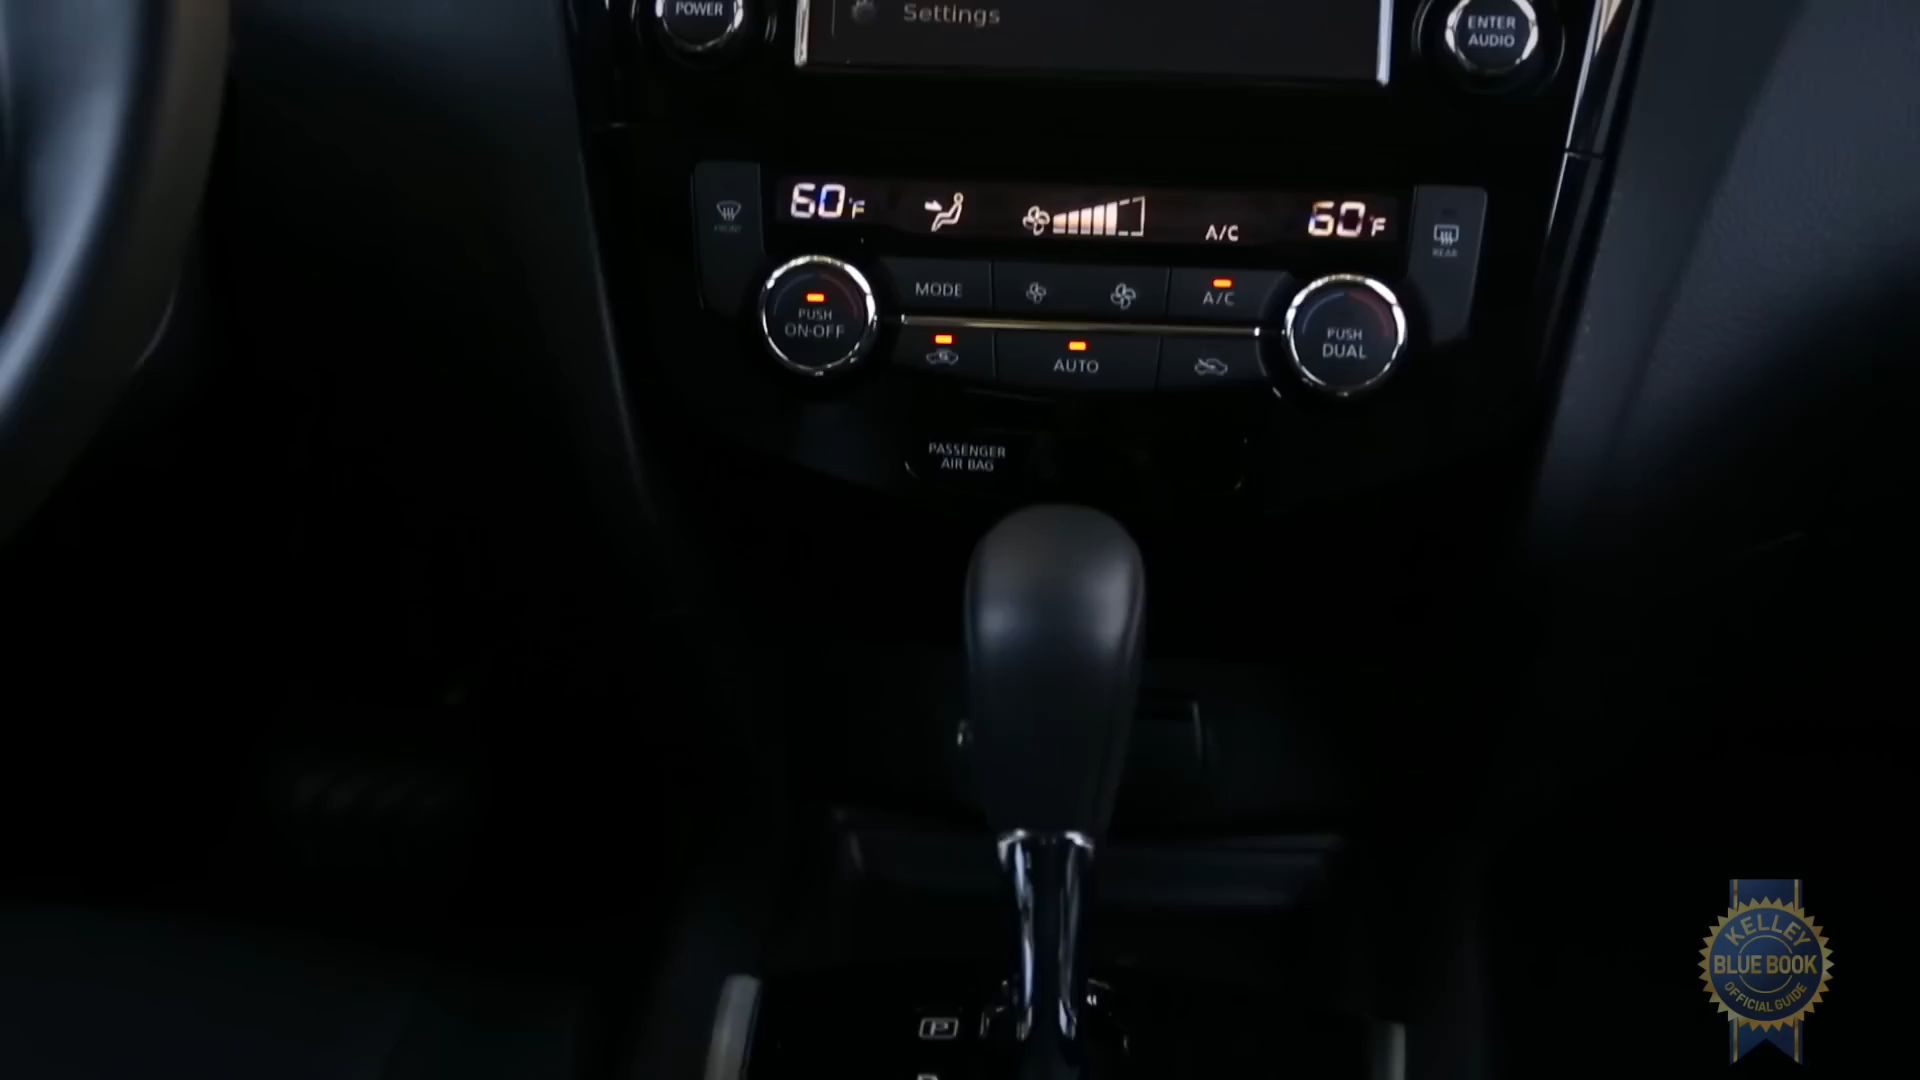 POWER
Settings
ENTER
AUDIO
60°F
A/C
60°F
FRONT
REAR
MODE
A/C
PUSH
ON-OFF
PUSH
DUAL
AUTO
PASSENGER
AIR BAG
P
KELLEY
BLUE BOOK
OFFICIAL GUIDE